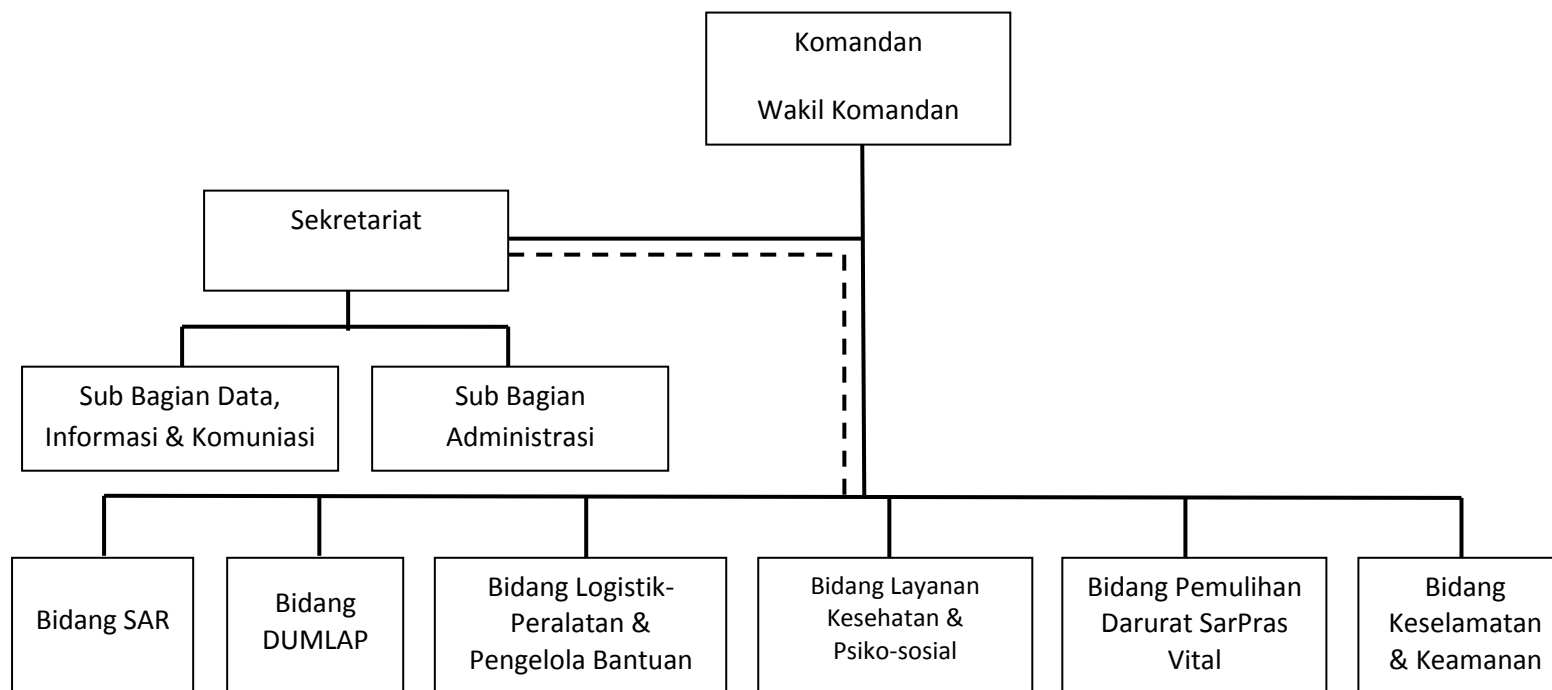 Komandan
Wakil Komandan
Sekretariat
Sub Bagian Data,
Informasi & Komuniasi
Sub Bagian
Administrasi
Bidang SAR
Bidang
DUMLAP
Bidang Logistik-
Peralatan &
Pengelola Bantuan
Bidang Layanan
Kesehatan &
Psiko-sosial
Bidang Pemulihan
Darurat SarPras
Vital
Bidang
Keselamatan
& Keamanan